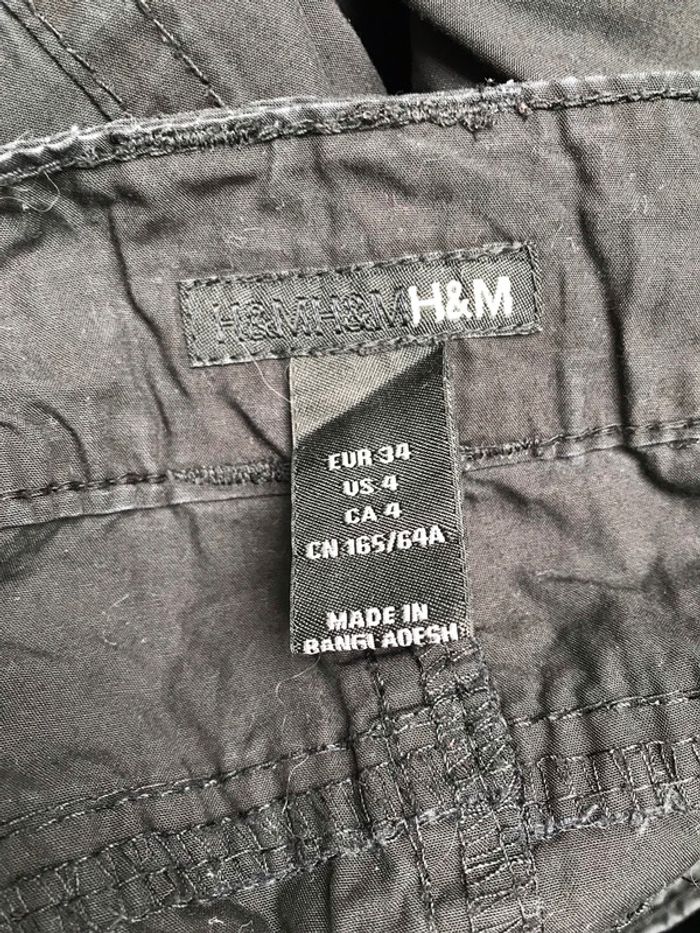 H&MH&MH&M
EUR 34
US 4
CA 4
CN 165/64A
MADE IN
BANGLADESH